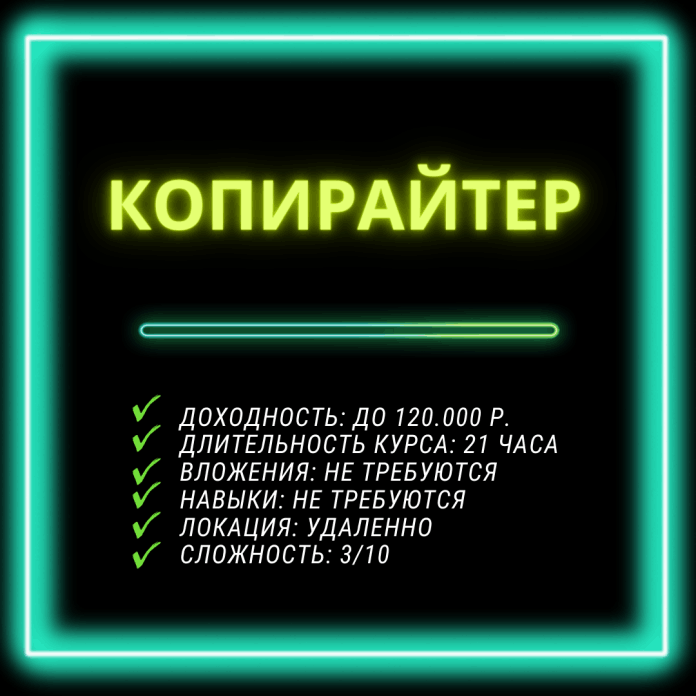 КОПИРАЙТЕР
ДОХОДНОСТЬ: ДО 120.000 Р.
ДЛИТЕЛЬНОСТЬ КУРСА: 21 ЧАСА
ВЛОЖЕНИЯ: НЕ ТРЕБУЮТСЯ
НАВЫКИ: НЕ ТРЕБУЮТСЯ
ЛОКАЦИЯ: УДАЛЕННО
СЛОЖНОСТЬ: 3/10